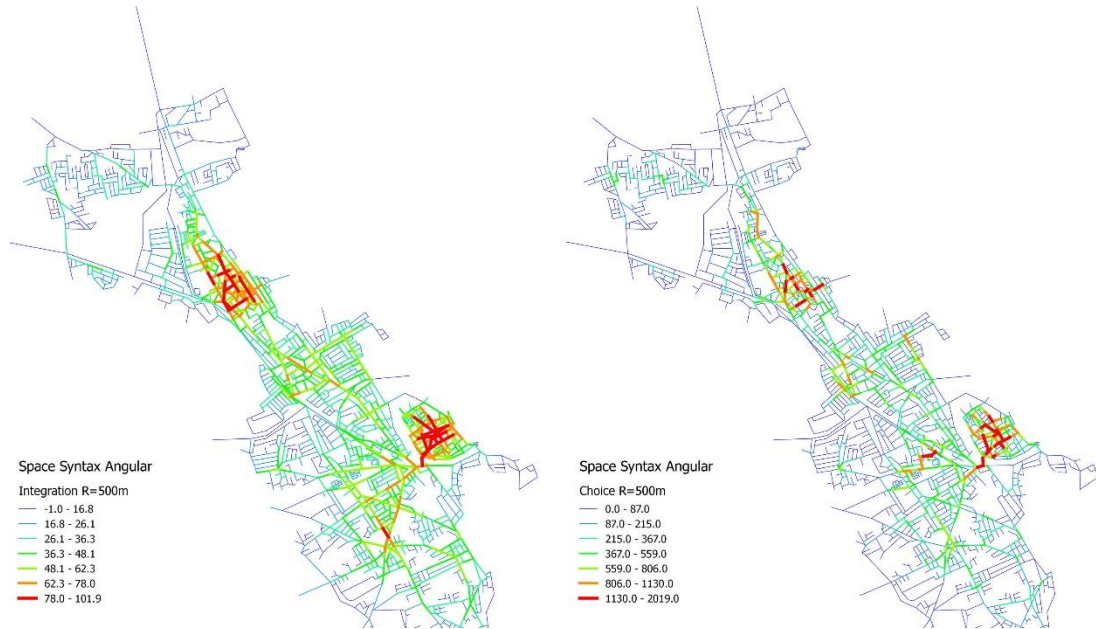 Space Syntax Angular
Integration R=500m
-1.0 - 16.8
16.8 - 26.1
26.1 - 36.3
36.3 - 48.1
48.1 - 62.3
62.3 - 78.0
78.0 - 101.9
Space Syntax Angular
Choice R=500m
0.0 - 87.0
87.0 - 215.0
215.0 - 367.0
367.0 - 559.0
559.0 - 806.0
806.0 - 1130.0
1130.0 - 2019.0